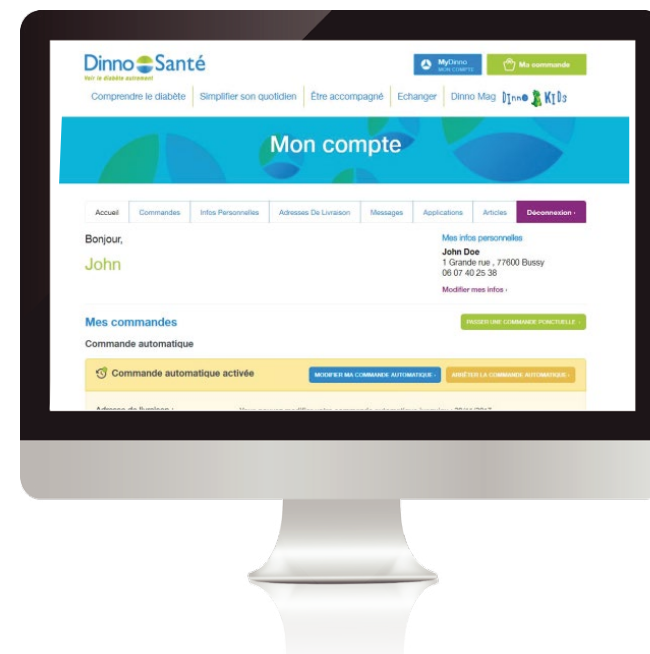 Dinno Santé
Voir le diabète autrement
MyDinno
MON COMPTE
Ma commande
Comprendre le diabète
Simplifier son quotidien
Être accompagné
Echanger
Dinno Mag
DInno KIDs
Mon compte
Accueil
Commandes
Infos Personnelles
Adresses De Livraison
Messages
Applications
Articles
Déconnexion ›
Bonjour,
John
Mes infos personnelles
John Doe
1 Grande rue , 77600 Bussy
06 07 40 25 38
Modifier mes infos ›
Mes commandes
PASSER UNE COMMANDE PONCTUELLE ›
Commande automatique
Commande automatique activée
MODIFIER MA COMMANDE AUTOMATIQUE ›
ARRÊTER LA COMMANDE AUTOMATIQUE ›